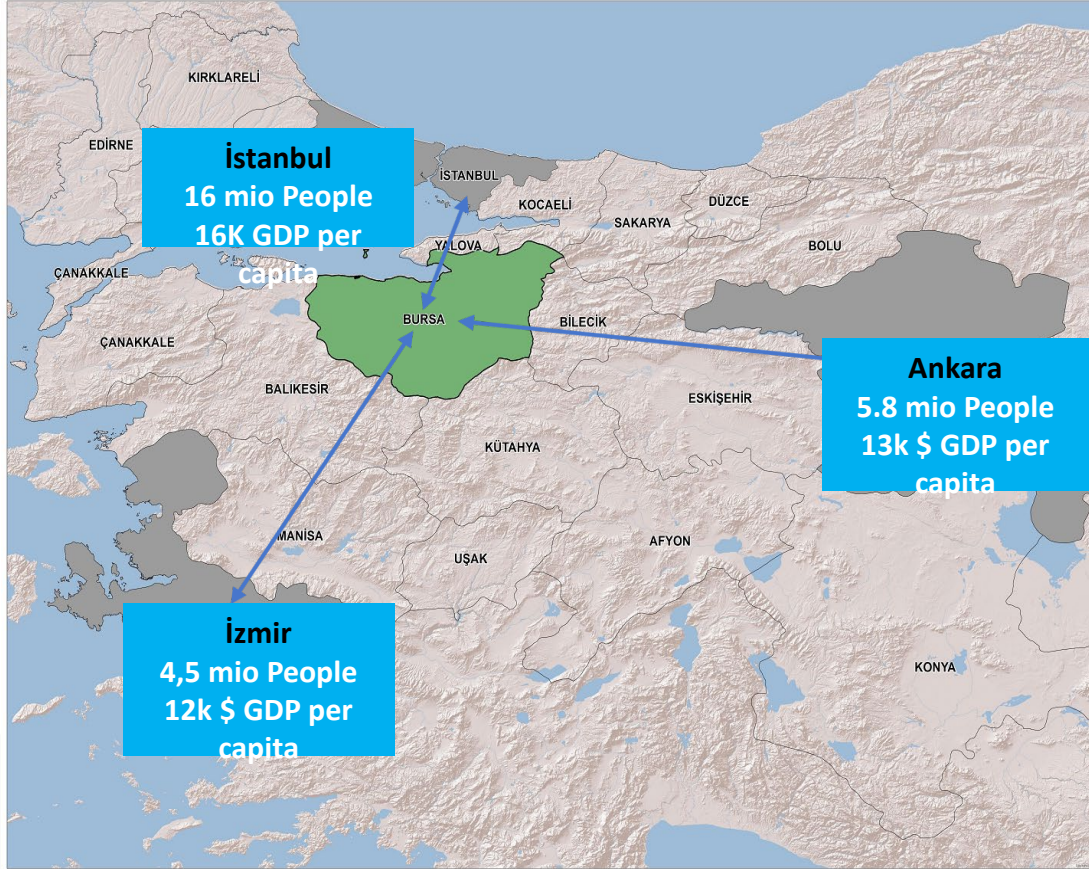 KIRKLARELİ
EDİRNE
İstanbul
16 mio People
16K GDP per
capita
İSTANBUL
KOCAELİ
SAKARYA
DÜZCE
BOLU
YALOVA
ÇANAKKALE
BURSA
BİLECİK
ÇANAKKALE
BALIKESİR
ESKİŞEHİR
Ankara
5.8 mio People
13k $ GDP per
capita
KÜTAHYA
MANİSA
UŞAK
AFYON
İzmir
4,5 mio People
12k $ GDP per
capita
KONYA